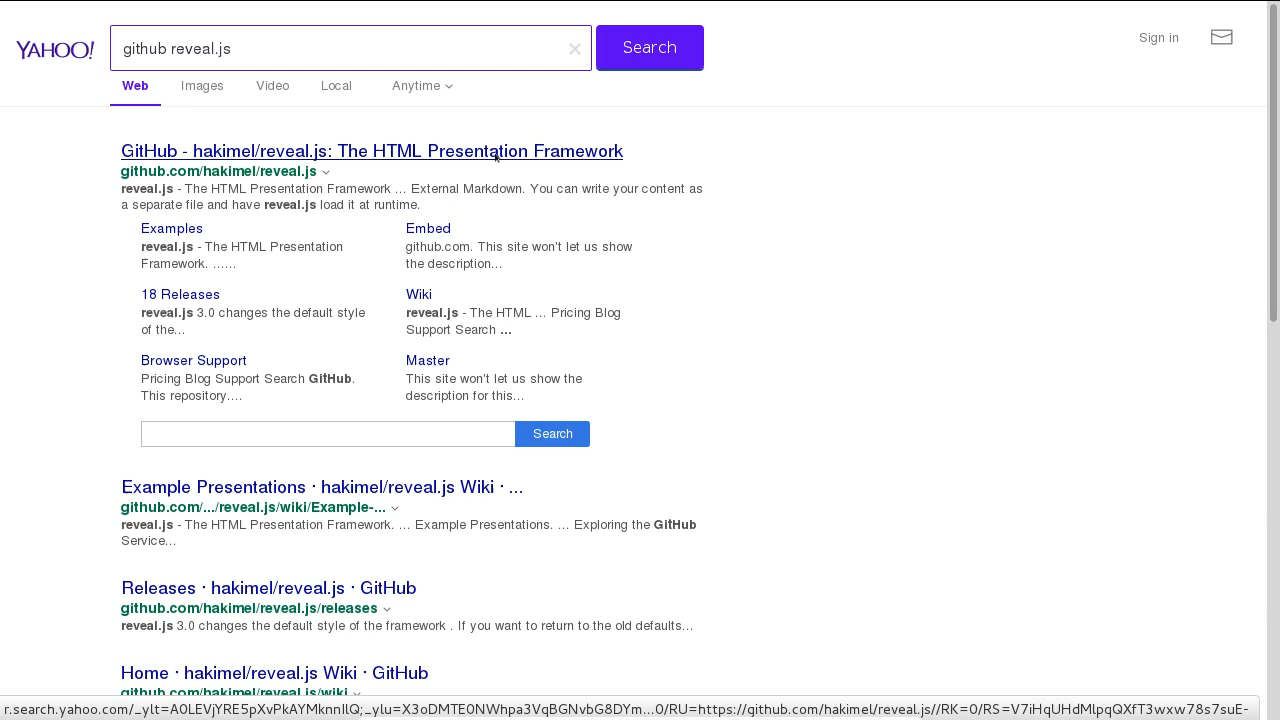 YAHOO!
github reveal.js
Search
Sign in
Web Images Video Local Anytime
GitHub - hakimel/reveal.js: The HTML Presentation Framework
github.com/hakimel/reveal.js
reveal.js - The HTML Presentation Framework ... External Markdown. You can write your content as
a separate file and have reveal.js load it at runtime.
Examples
reveal.js - The HTML Presentation
Framework. ......
Embed
github.com. This site won't let us show
the description...
18 Releases
reveal.js 3.0 changes the default style
of the...
Wiki
reveal.js - The HTML ... Pricing Blog
Support Search ...
Browser Support
Pricing Blog Support Search GitHub.
This repository....
Master
This site won't let us show the
description for this...
Search
Example Presentations · hakimel/reveal.js Wiki · ...
github.com/.../reveal.js/wiki/Example-...
reveal.js - The HTML Presentation Framework. ... Example Presentations. ... Exploring the GitHub
Service...
Releases · hakimel/reveal.js · GitHub
github.com/hakimel/reveal.js/releases
reveal.js 3.0 changes the default style of the framework . If you want to return to the old defaults...
Home · hakimel/reveal.js Wiki · GitHub
github.com/hakimel/reveal.js/wiki
r.search.yahoo.com/_ylt=A0LEVjYRE5pXvPkAYMknnIlQ;_ylu=X3oDMTE0NWhpa3VqBGNvbG8DYm...0/RU=https://github.com/hakimel/reveal.js//RK=0/RS=V7iHqUHdMlpqQXfT3wxw78s7suE-